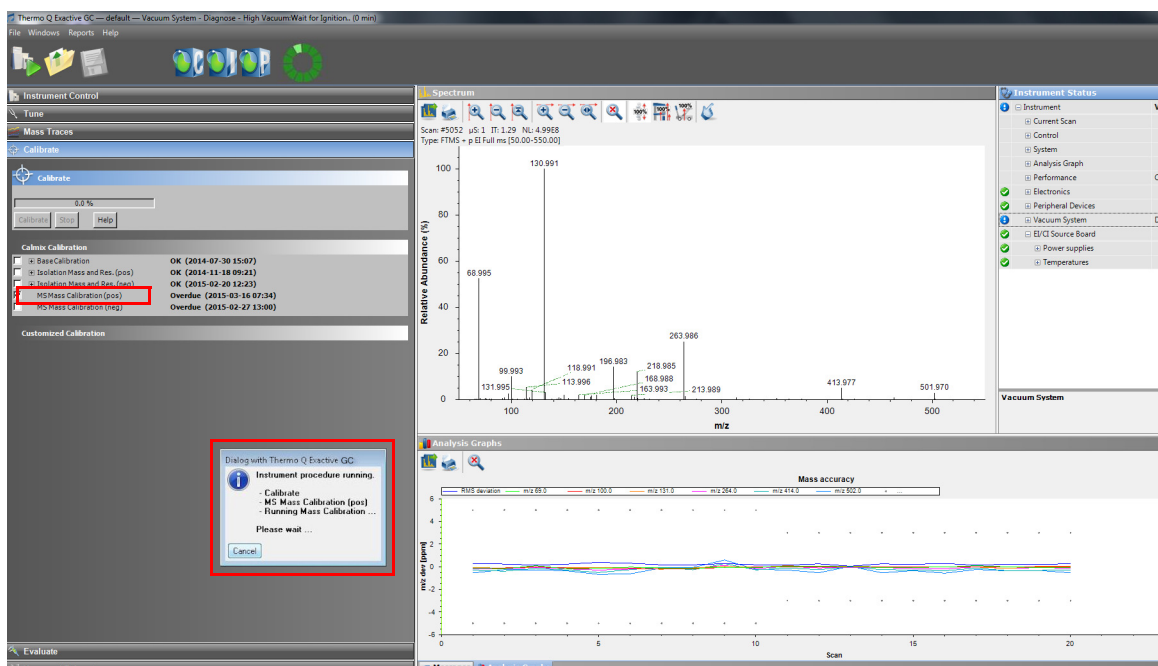 Thermo Q Exactive GC — default — Vacuum System - Diagnose - High Vacuum:Wait for Ignition.. (0 min)
File Windows Reports Help
Instrument Control
Tune
Mass Traces
Calibrate
Calibrate
0.0 %
Calibrate Stop Help
Calmix Calibration
Base Calibration OK (2014-07-30 15:07)
Isolation Mass and Res. (pos) OK (2014-11-18 09:21)
Isolation Mass and Res. (neg) OK (2015-02-20 12:23)
MS Mass Calibration (pos) Overdue (2015-03-16 07:34)
MS Mass Calibration (neg) Overdue (2015-02-27 13:00)
Customized Calibration
Dialog with Thermo Q Exactive GC
Instrument procedure running.
- Calibrate
- MS Mass Calibration (pos)
- Running Mass Calibration ...
Please wait ...
Cancel
Evaluate
Spectrum
100% 100% 100%
Scan: #5052 µS: 1 IT: 1.29 NL: 4.99E8
Type: FTMS + p EI Full ms [50.00-550.00]
Relative Abundance (%)
100
80
60
40
20
0
130.991
68.995
263.986
99.993
118.991
196.983
218.985
131.995
113.996
168.988
163.993
213.989
413.977
501.970
100 200 300 400 500
m/z
Analysis Graphs
Mass accuracy
RMS deviation m/z 69.0 m/z 100.0 m/z 131.0 m/z 264.0 m/z 414.0 m/z 502.0 ...
m/z dev [ppm]
6
4
2
0
-2
-4
-6
0 5 10 15 20
Scan
Instrument Status
Instrument
Current Scan
Control
System
Analysis Graph
Performance
Electronics
Peripheral Devices
Vacuum System
EI/CI Source Board
Power supplies
Temperatures
Vacuum System